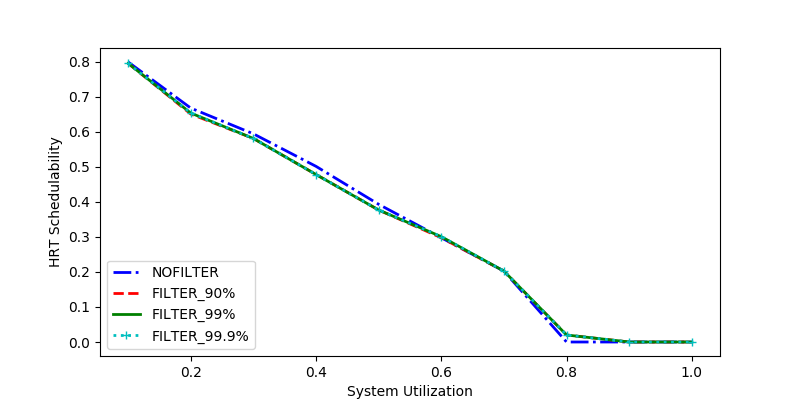 0.8
0.7
0.6
0.5
0.4
0.3
0.2
0.1
0.0
HRT Schedulability
NOFILTER
FILTER_90%
FILTER_99%
FILTER_99.9%
0.2 0.4 0.6 0.8 1.0
System Utilization